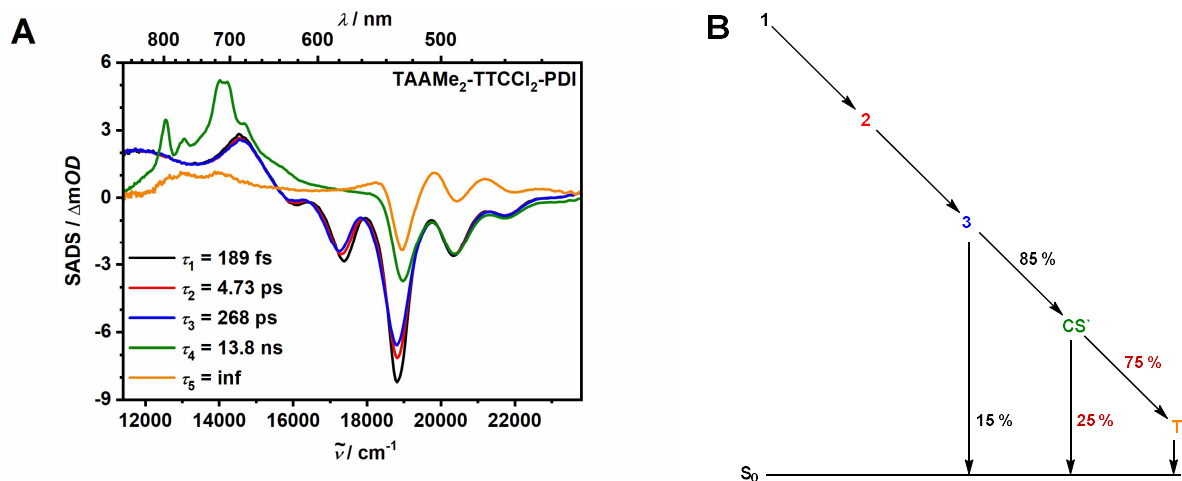 A
λ / nm
800 700 600 500
TAAMe₂-TTCCl₂-PDI
6
3
0
-3
-6
-9
SADS / ΔmOD
τ₁ = 189 fs
τ₂ = 4.73 ps
τ₃ = 268 ps
τ₄ = 13.8 ns
τ₅ = inf
12000 14000 16000 18000 20000 22000
ṽ / cm⁻¹
B
1
2
3
85 %
CS`
75 %
15 %
25 %
T
S₀